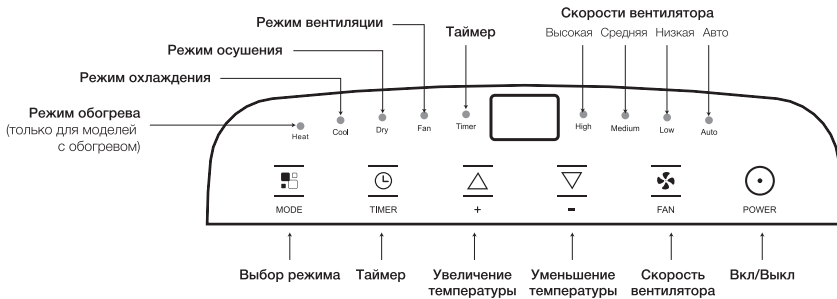 Режим вентиляции
Скорости вентилятора
Режим осушения
Таймер
Высокая Средняя Низкая Авто
Режим охлаждения
Режим обогрева
(только для моделей
с обогревом)
Heat Cool Dry Fan Timer High Medium Low Auto
MODE TIMER + - FAN POWER
Выбор режима Таймер Увеличение Уменьшение Скорость Вкл/Выкл
температуры температуры вентилятора